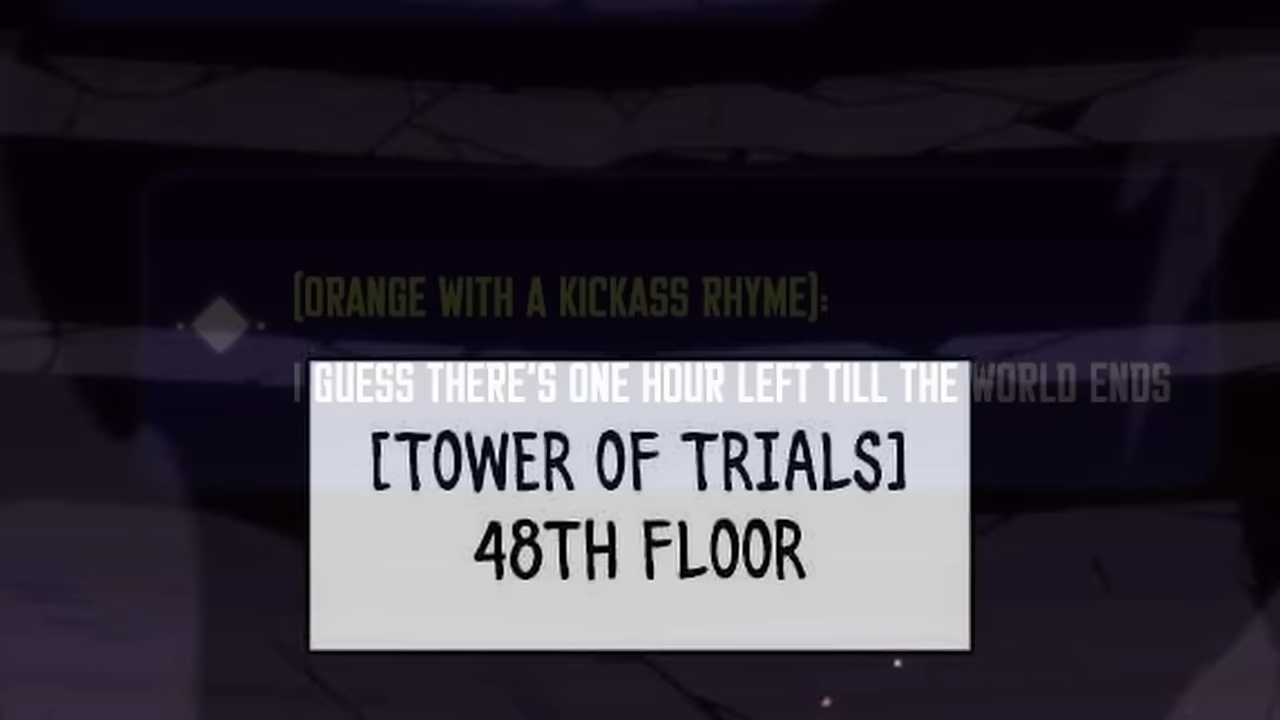 (ORANGE WITH A KICKASS RHYME):
I GUESS THERE'S ONE HOUR LEFT TILL THE WORLD ENDS
[TOWER OF TRIALS]
48TH FLOOR